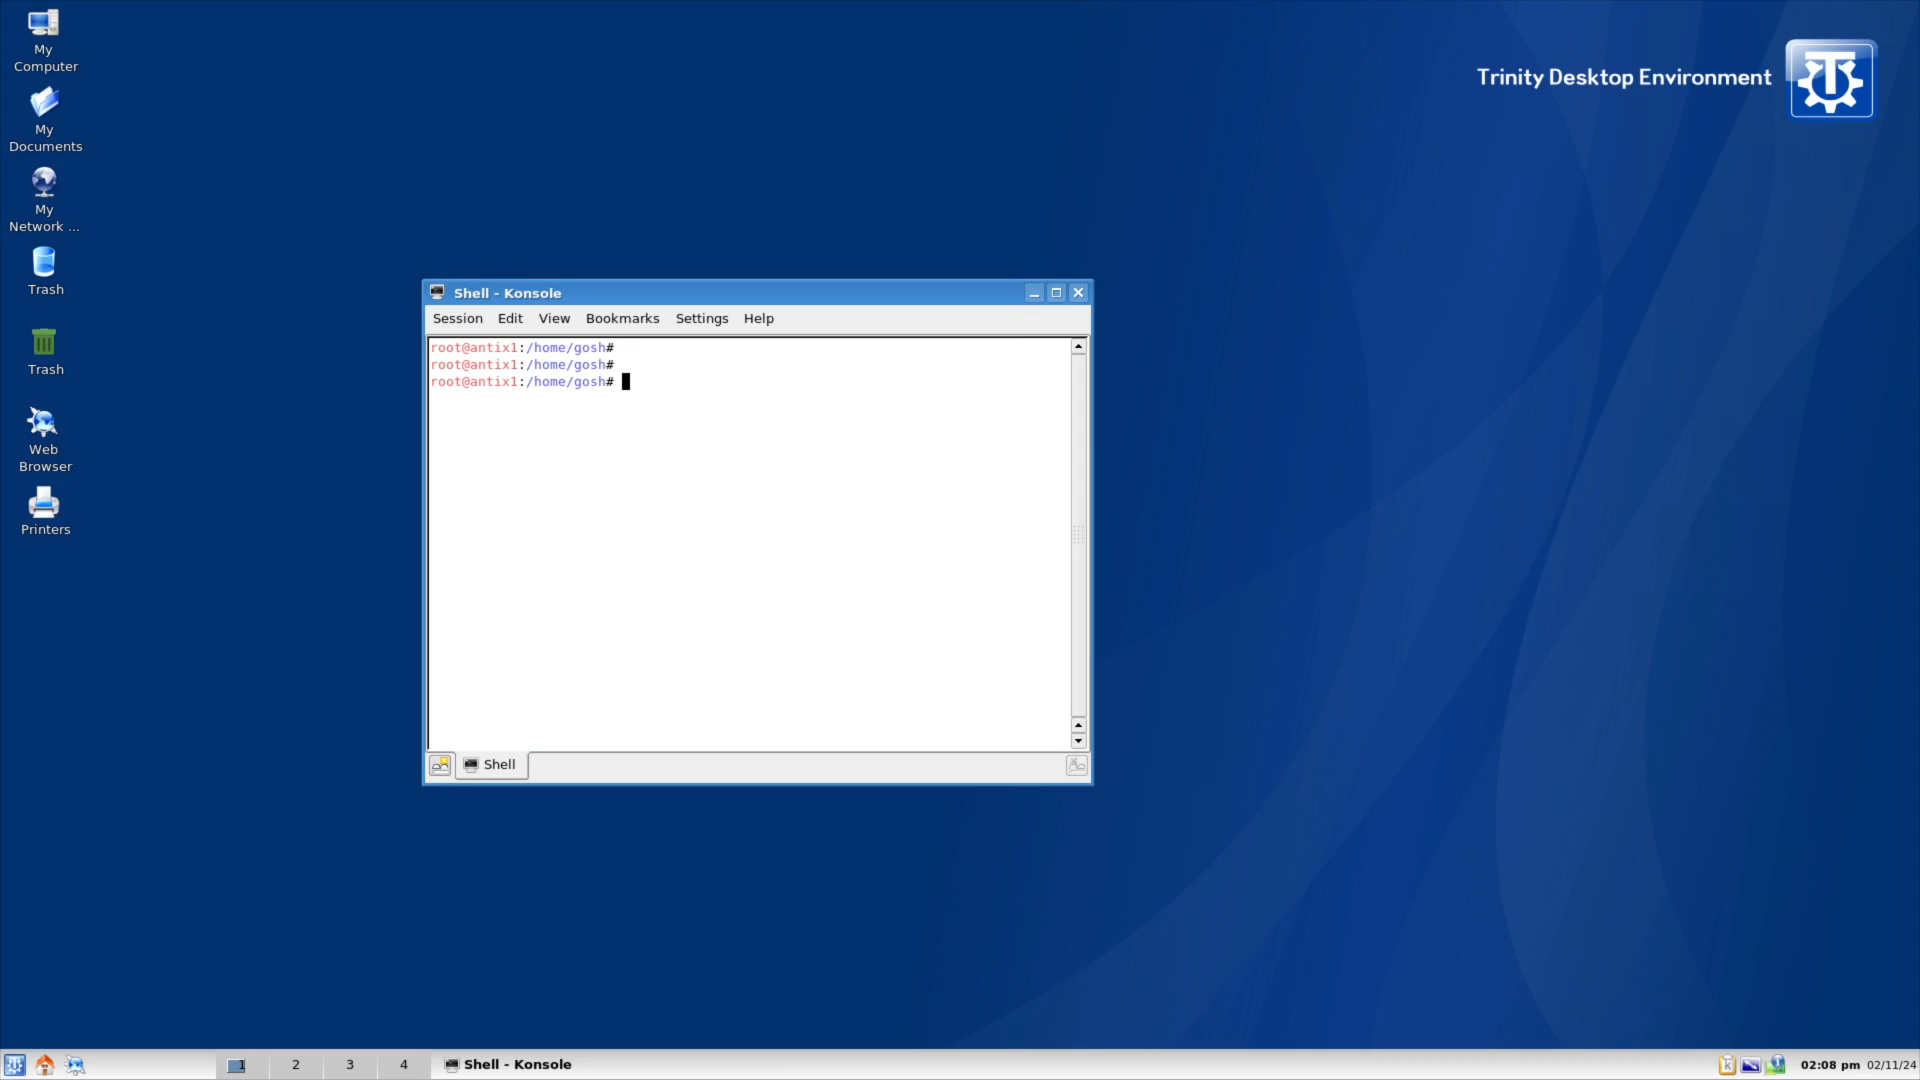 My
Computer
My
Documents
My
Network ...
Trash
Trash
Web
Browser
Printers
Trinity Desktop Environment
Shell - Konsole
Session Edit View Bookmarks Settings Help
root@antix1:/home/gosh#
root@antix1:/home/gosh#
root@antix1:/home/gosh#
Shell
1 2 3 4 Shell - Konsole 02:08 pm 02/11/24